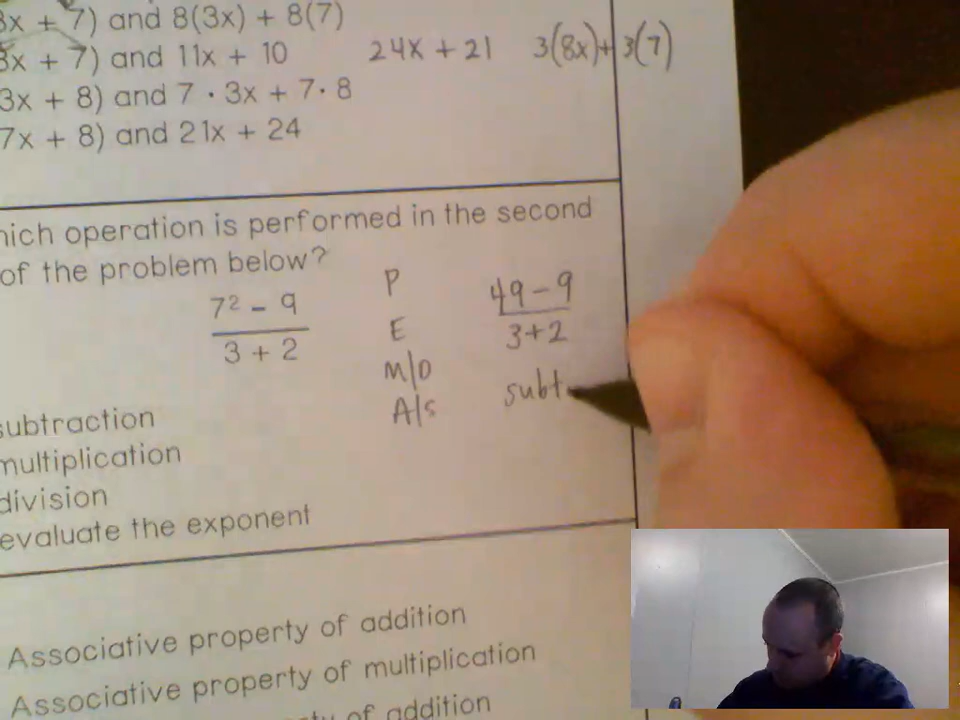 3x + 7) and 8(3x) + 8(7)
3x + 7) and 11x + 10 24x + 21 3(8x) + 3(7)
3x + 8) and 7 · 3x + 7 · 8
7x + 8) and 21x + 24
hich operation is performed in the second
of the problem below?
P
7² - 9
3 + 2
E
49 - 9
3 + 2
M/D
A/S
subt
subtraction
multiplication
division
evaluate the exponent
Associative property of addition
Associative property of multiplication
of addition